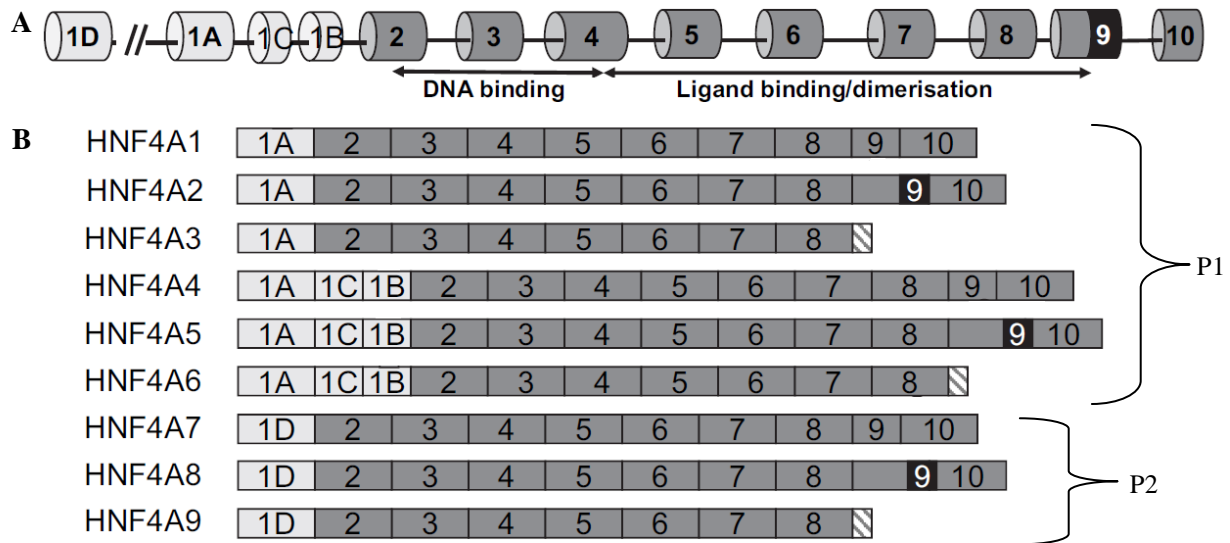 A 1D // 1A 1C 1B 2 3 4 5 6 7 8 9 10
DNA binding Ligand binding/dimerisation
B HNF4A1 1A 2 3 4 5 6 7 8 9 10
HNF4A2 1A 2 3 4 5 6 7 8 9 10
HNF4A3 1A 2 3 4 5 6 7 8
HNF4A4 1A 1C 1B 2 3 4 5 6 7 8 9 10
P1
HNF4A5 1A 1C 1B 2 3 4 5 6 7 8 9 10
HNF4A6 1A 1C 1B 2 3 4 5 6 7 8
HNF4A7 1D 2 3 4 5 6 7 8 9 10
HNF4A8 1D 2 3 4 5 6 7 8 9 10
P2
HNF4A9 1D 2 3 4 5 6 7 8